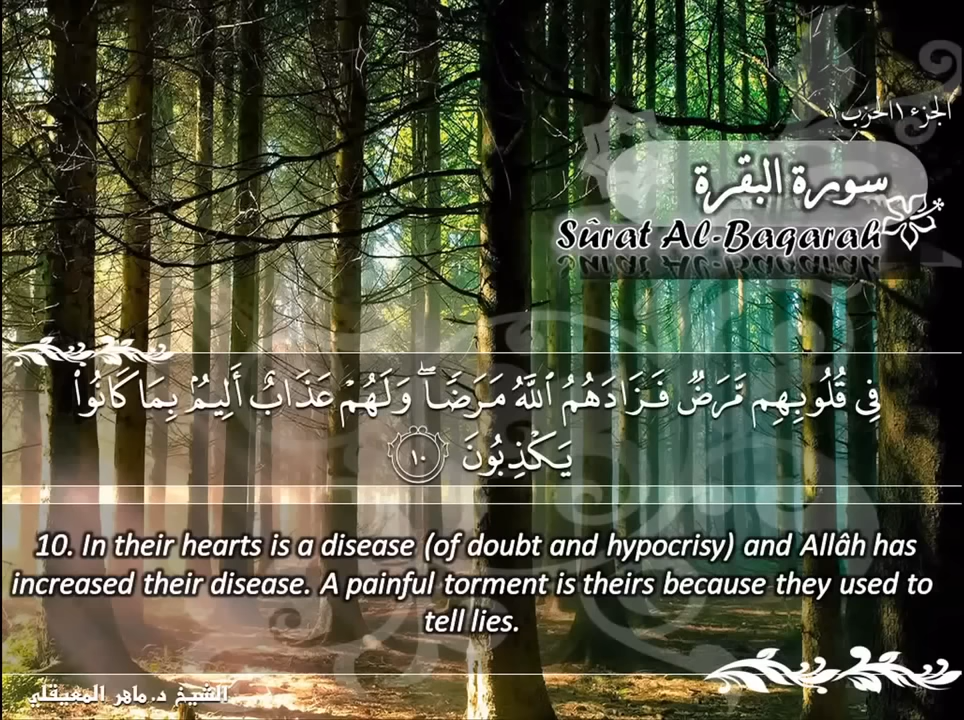 الجزء ١ الحزب ١
سورة البقرة
Sûrat Al-Baqarah
فِى قُلُوبِهِم مَّرَضٌ فَزَادَهُمُ ٱللَّهُ مَرَضًا ۖ وَلَهُمْ عَذَابٌ أَلِيمٌۢ بِمَا كَانُوا۟
يَكْذِبُونَ ١٠
10. In their hearts is a disease (of doubt and hypocrisy) and Allâh has
increased their disease. A painful torment is theirs because they used to
tell lies.
الشيخ د. ماهر المعيقلي